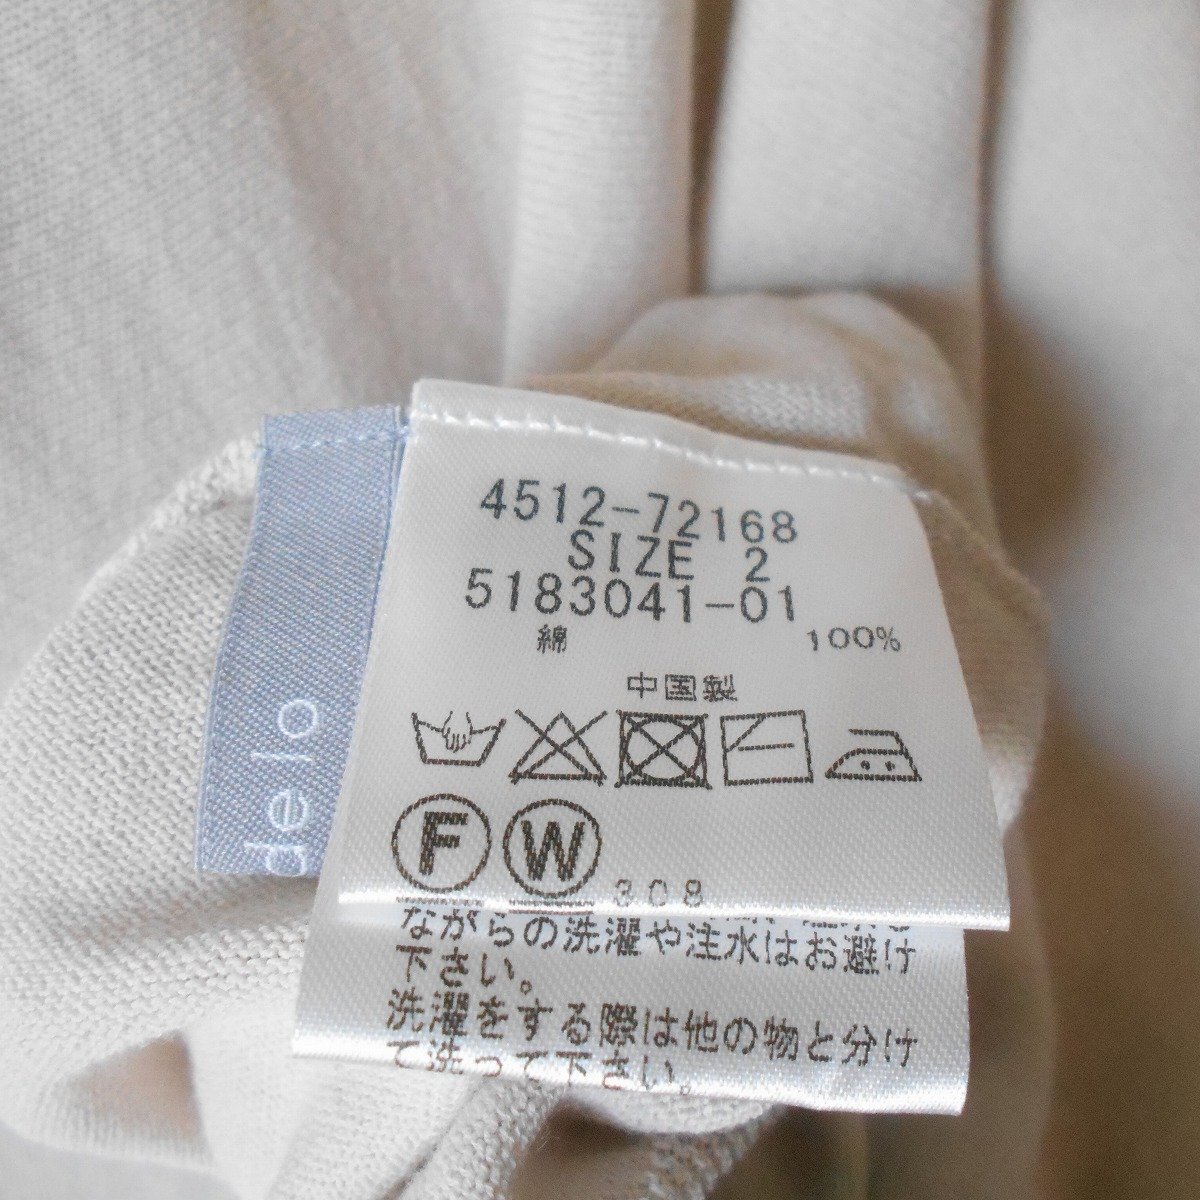 4512-72168
SIZE 2
5183041-01
綿 100%
中国製
F W 308
ながらの洗濯や注水はお避け
下さい。
洗濯をする際は他の物と分け
て洗って下さい。
de lo